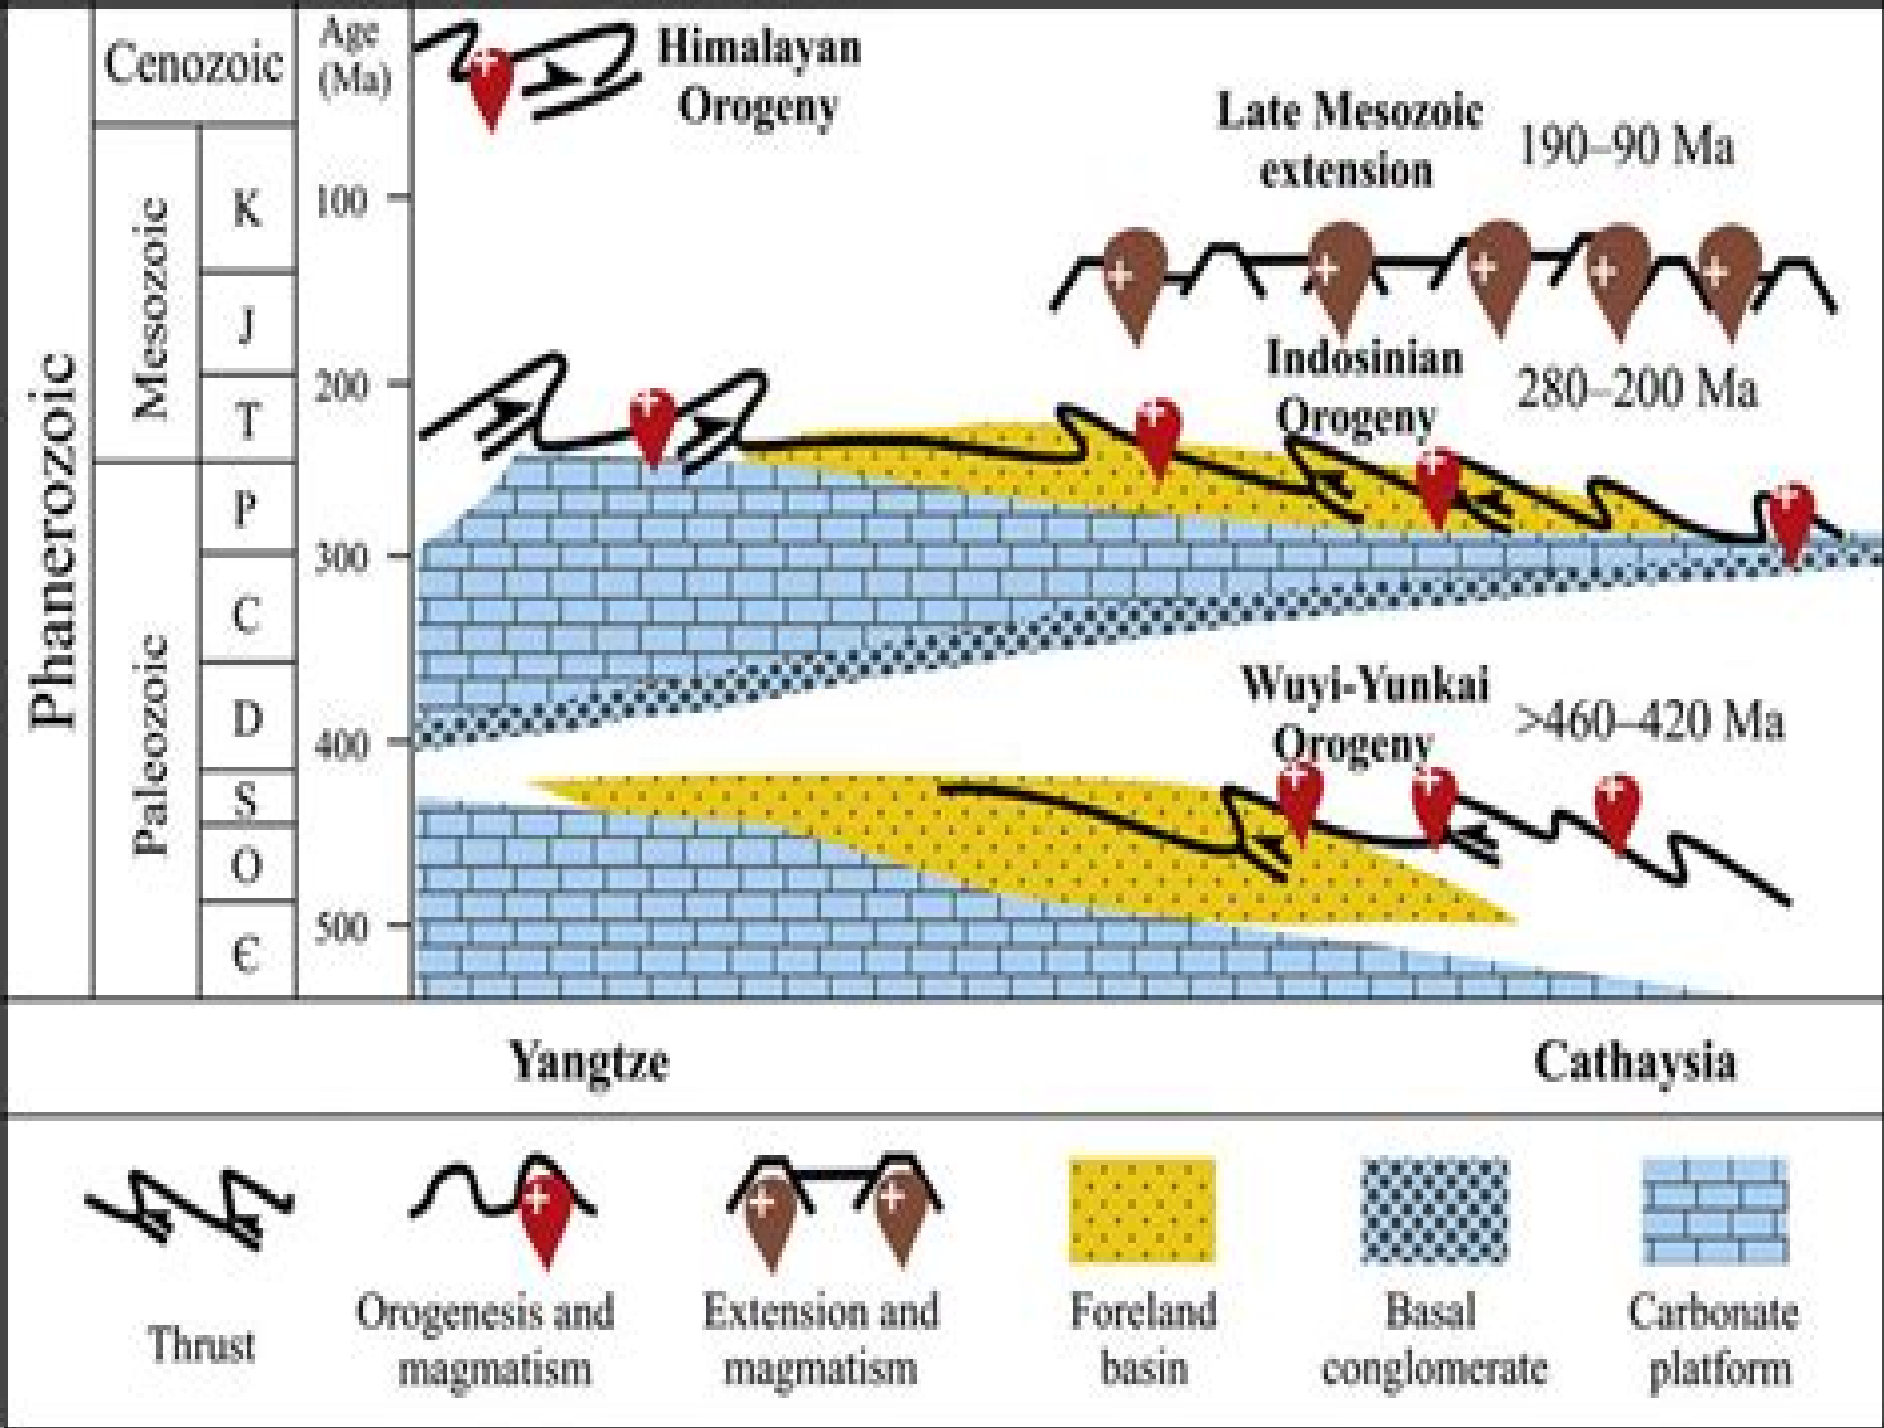 Phanerozoic
Cenozoic
Mesozoic
Paleozoic
K
J
T
P
C
D
S
O
Є
Age
(Ma)
100
200
300
400
500
Himalayan
Orogeny
Late Mesozoic
extension
190–90 Ma
Indosinian
Orogeny
280–200 Ma
Wuyi-Yunkai
Orogeny
>460–420 Ma
Yangtze
Cathaysia
Thrust
Orogenesis and
magmatism
Extension and
magmatism
Foreland
basin
Basal
conglomerate
Carbonate
platform